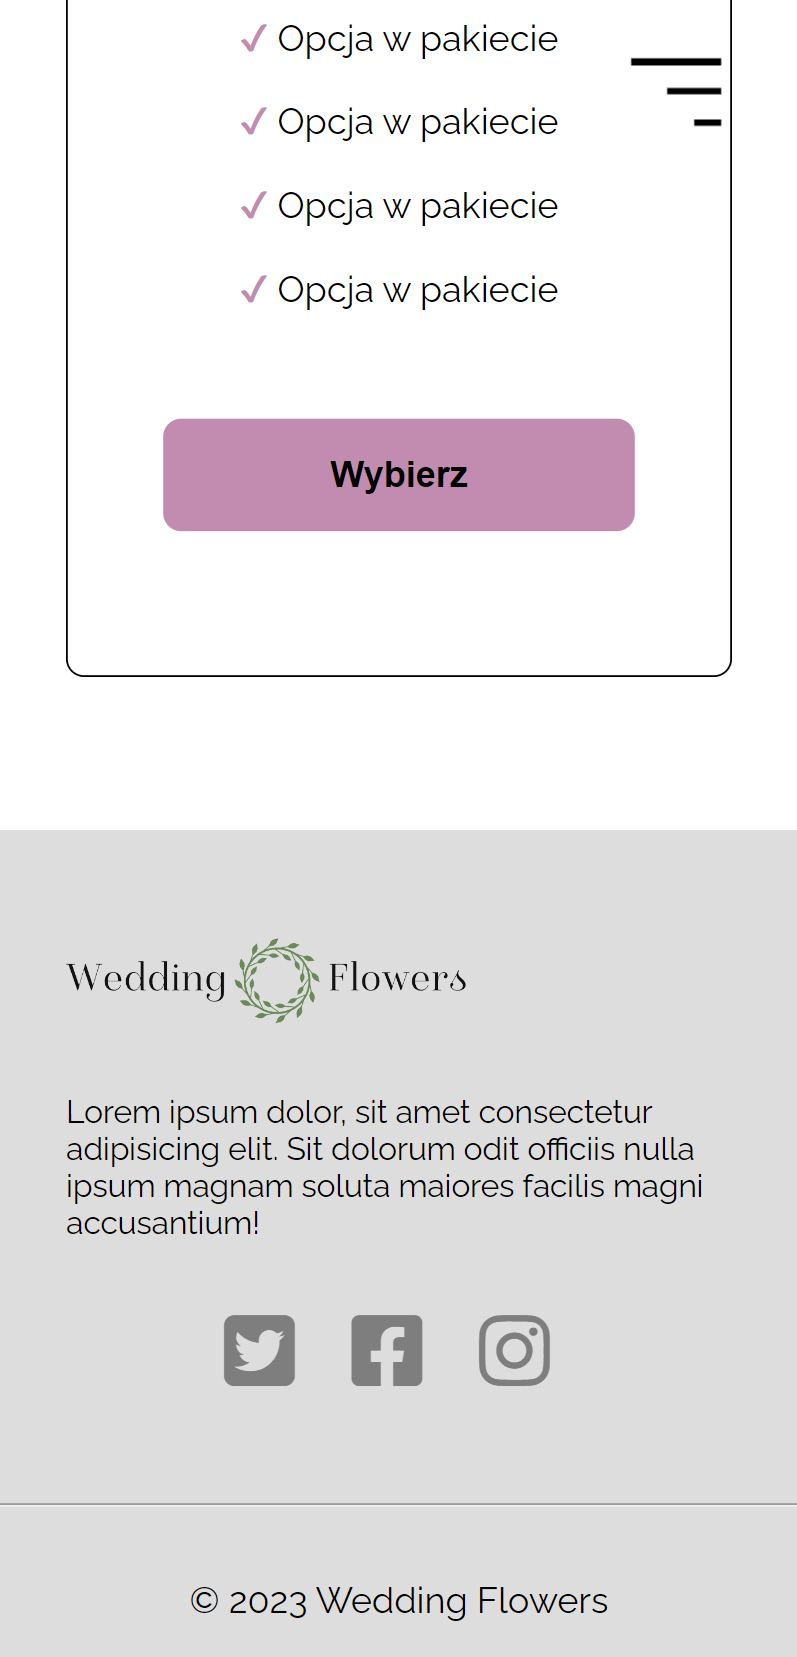 ✓ Opcja w pakiecie
✓ Opcja w pakiecie
✓ Opcja w pakiecie
✓ Opcja w pakiecie
Wybierz
Wedding Flowers
Lorem ipsum dolor, sit amet consectetur
adipisicing elit. Sit dolorum odit officiis nulla
ipsum magnam soluta maiores facilis magni
accusantium!
© 2023 Wedding Flowers